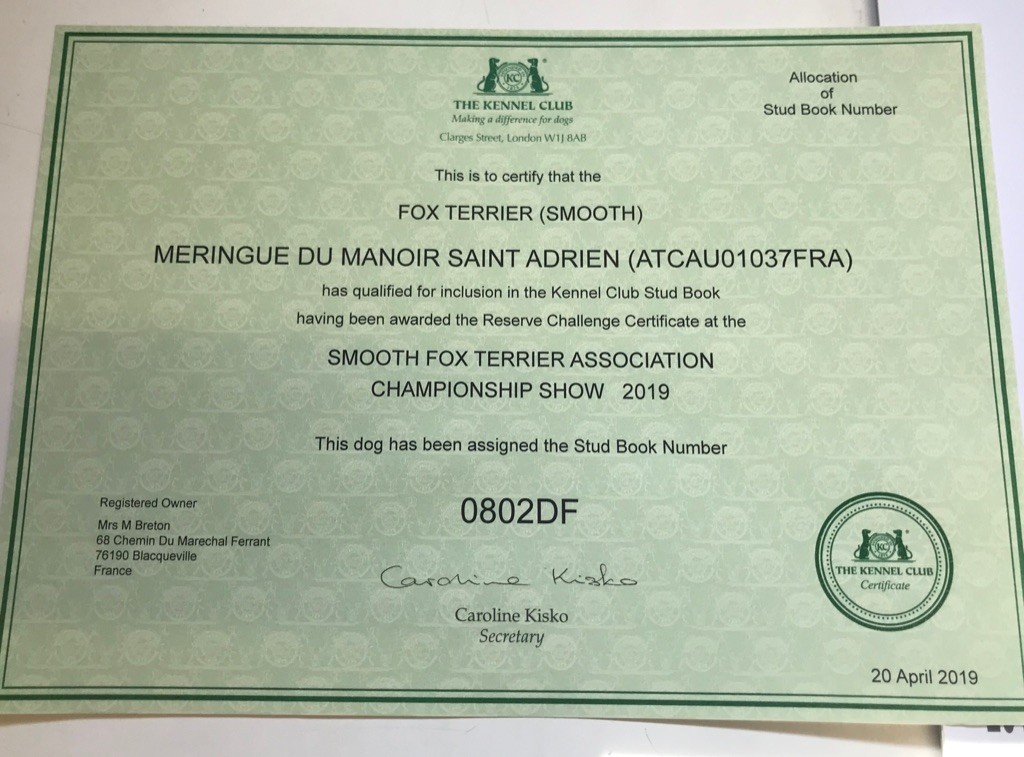 KC
THE KENNEL CLUB
Making a difference for dogs
Clarges Street, London W1J 8AB
Allocation
of
Stud Book Number
This is to certify that the
FOX TERRIER (SMOOTH)
MERINGUE DU MANOIR SAINT ADRIEN (ATCAU01037FRA)
has qualified for inclusion in the Kennel Club Stud Book
having been awarded the Reserve Challenge Certificate at the
SMOOTH FOX TERRIER ASSOCIATION
CHAMPIONSHIP SHOW 2019
This dog has been assigned the Stud Book Number
0802DF
Registered Owner
Mrs M Breton
68 Chemin Du Marechal Ferrant
76190 Blacqueville
France
Caroline Kisko
Caroline Kisko
Secretary
KC
THE KENNEL CLUB
Certificate
20 April 2019